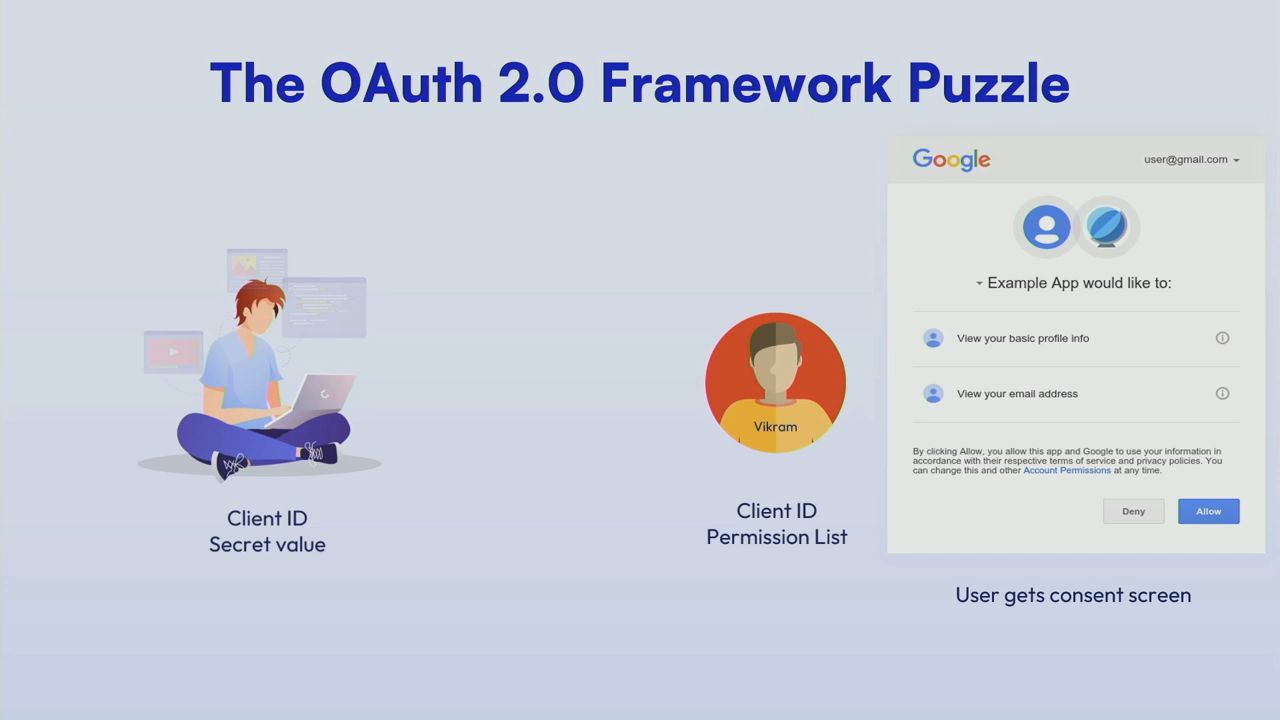 The OAuth 2.0 Framework Puzzle
Google
user@gmail.com
Example App would like to:
View your basic profile info
View your email address
By clicking Allow, you allow this app and Google to use your information in
accordance with their respective terms of service and privacy policies. You
can change this and other Account Permissions at any time.
Deny
Allow
Vikram
Client ID
Secret value
Client ID
Permission List
User gets consent screen